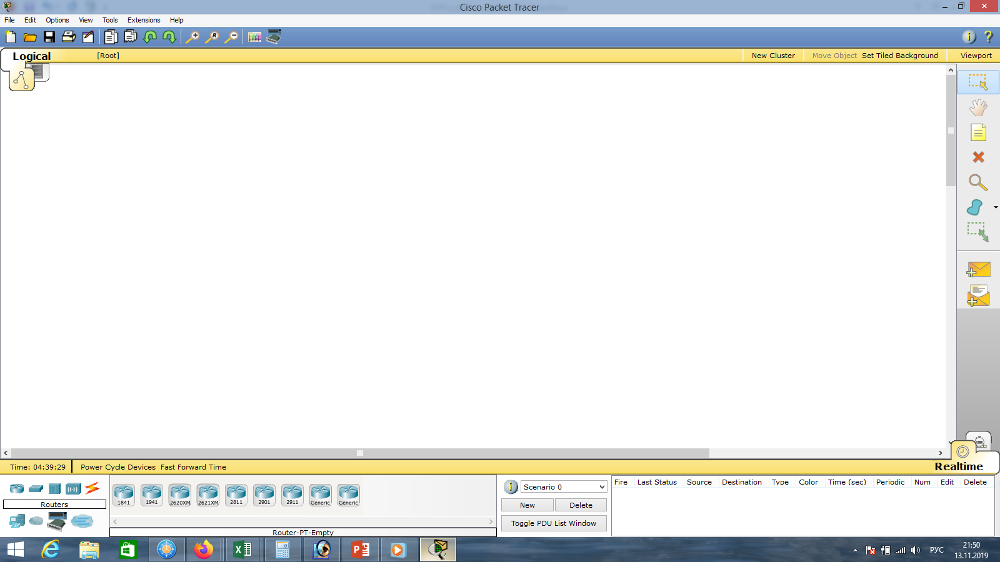 Cisco Packet Tracer
File Edit Options View Tools Extensions Help
Logical [Root] New Cluster Move Object Set Tiled Background Viewport
Time: 04:39:29 Power Cycle Devices Fast Forward Time Realtime
Routers
1841 1941 2620XM 2621XM 2811 2901 2911 Generic Generic
Router-PT-Empty
Scenario 0
New Delete
Toggle PDU List Window
Fire Last Status Source Destination Type Color Time (sec) Periodic Num Edit Delete
РУС
21:50
13.11.2019